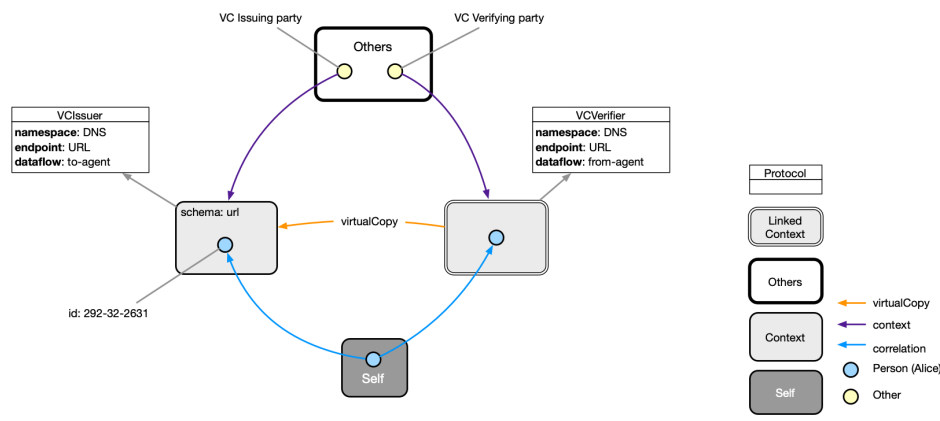 VC Issuing party
VC Verifying party
Others
VCIssuer
namespace: DNS
endpoint: URL
dataflow: to-agent
VCVerifier
namespace: DNS
endpoint: URL
dataflow: from-agent
schema: url
virtualCopy
id: 292-32-2631
Self
Protocol
Linked
Context
Others
Context
Self
virtualCopy
context
correlation
Person (Alice)
Other